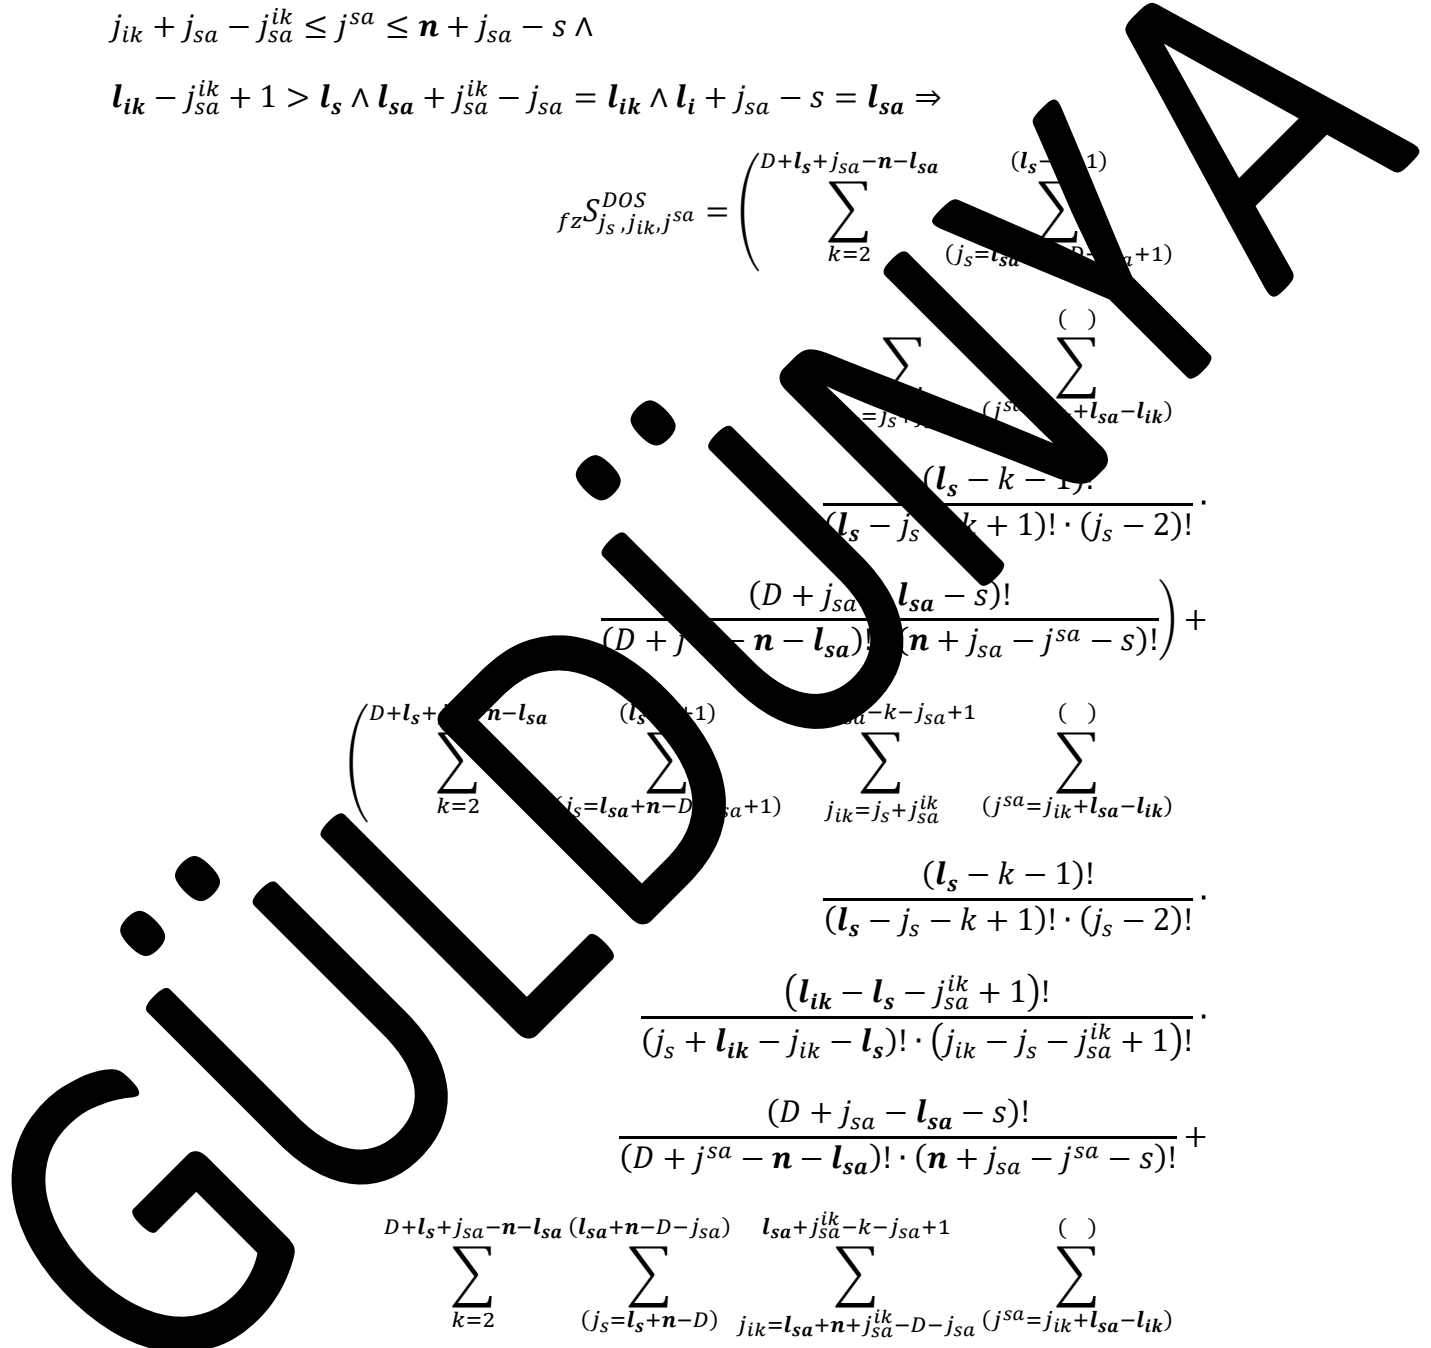 j_{ik} + j_{sa} − j_{sa}^{ik} ≤ j^{sa} ≤ n + j_{sa} − s ∧
l_{ik} − j_{sa}^{ik} + 1 > l_s ∧ l_{sa} + j_{sa}^{ik} − j_{sa} = l_{ik} ∧ l_i + j_{sa} − s = l_{sa} ⇒
_{fz}S_{j_s,j_{ik},j^{sa}}^{DOS} = ( ∑_{k=2}^{D+l_s+j_{sa}−n−l_{sa}} ∑
∑ ∑^{( )}
(l_s − k − 1)! / (l_s − j_s k + 1)! · (j_s − 2)! ·
(D + j_{sa} l_{sa} − s)! / (D + j − n − l_{sa})! (n + j_{sa} − j^{sa} − s)! ) +
( ∑_{k=2}^{D+l_s+ n−l_{sa}} ∑_{j_s=l_{sa}+n−D sa+1)} ∑_{j_{ik}=j_s+j_{sa}^{ik}}^{−k−j_{sa}+1} ∑_{(j^{sa}=j_{ik}+l_{sa}−l_{ik})}^{( )}
(l_s − k − 1)! / (l_s − j_s − k + 1)! · (j_s − 2)! ·
(l_{ik} − l_s − j_{sa}^{ik} + 1)! / (j_s + l_{ik} − j_{ik} − l_s)! · (j_{ik} − j_s − j_{sa}^{ik} + 1)! ·
(D + j_{sa} − l_{sa} − s)! / (D + j^{sa} − n − l_{sa})! · (n + j_{sa} − j^{sa} − s)! +
∑_{k=2}^{D+l_s+j_{sa}−n−l_{sa}} ∑_{(j_s=l_s+n−D)}^{(l_{sa}+n−D−j_{sa})} ∑_{j_{ik}=l_{sa}+n+j_{sa}^{ik}−D−j_{sa}}^{l_{sa}+j_{sa}^{ik}−k−j_{sa}+1} ∑_{(j^{sa}=j_{ik}+l_{sa}−l_{ik})}^{( )}
GÜLDÜNYA